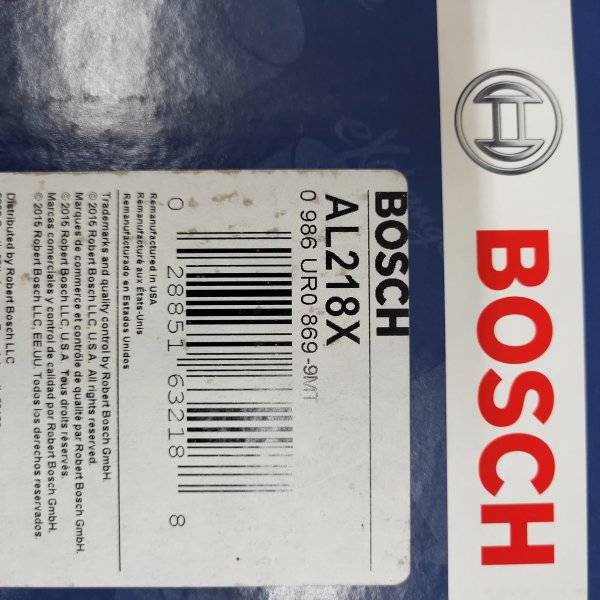 BOSCH
BOSCH
AL218X
0 986 UR0 869-9MT
0 28851 63218 8
Remanufactured in USA
Remanufacturé aux États-Unis
Remanufacturado en Estados Unidos
Trademarks and quality control by Robert Bosch GmbH.
©2016 Robert Bosch LLC, U.S.A. All rights reserved.
Marques de commerce et contrôle de qualité par Robert Bosch GmbH.
©2016 Robert Bosch LLC, U.S.A. Tous droits réservés.
Marcas comerciales y control de calidad por Robert Bosch GmbH.
©2016 Robert Bosch LLC, EE.UU. Todos los derechos reservados.
Distributed by Robert Bosch LLC